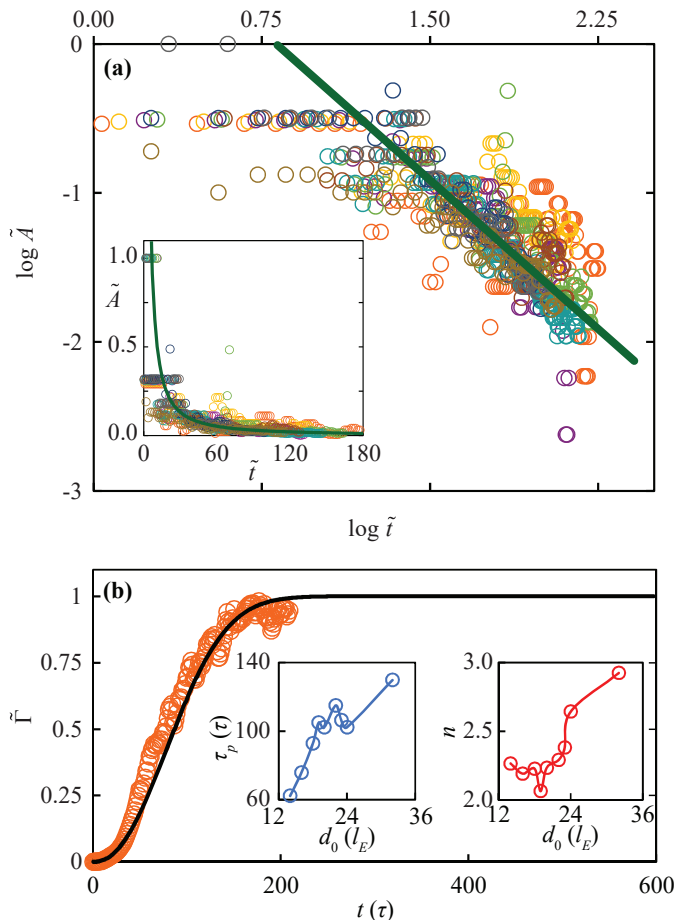 0.00 0.75 1.50 2.25
0
(a)
-1
log Ã
-2
-3
1.0
Ã
0.5
0.0
0 60 120 180
t̃
log t̃
(b)
1
0.75
Γ̃
0.5
0.25
0
140
τp (τ)
100
60
12 24 36
d0 (lE)
3.0
n
2.5
2.0
12 24 36
d0 (lE)
0 200 400 600
t (τ)